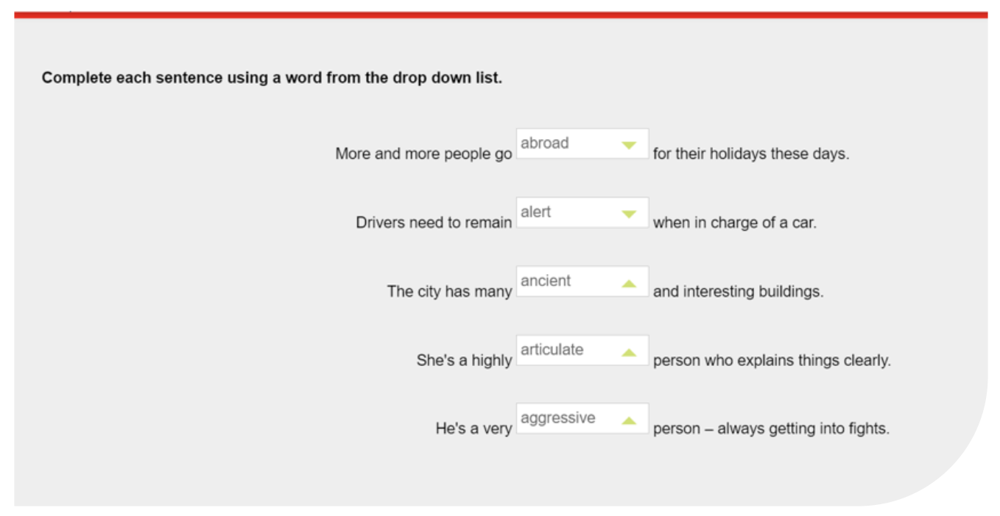 Complete each sentence using a word from the drop down list.
More and more people go abroad for their holidays these days.
Drivers need to remain alert when in charge of a car.
The city has many ancient and interesting buildings.
She's a highly articulate person who explains things clearly.
He's a very aggressive person – always getting into fights.